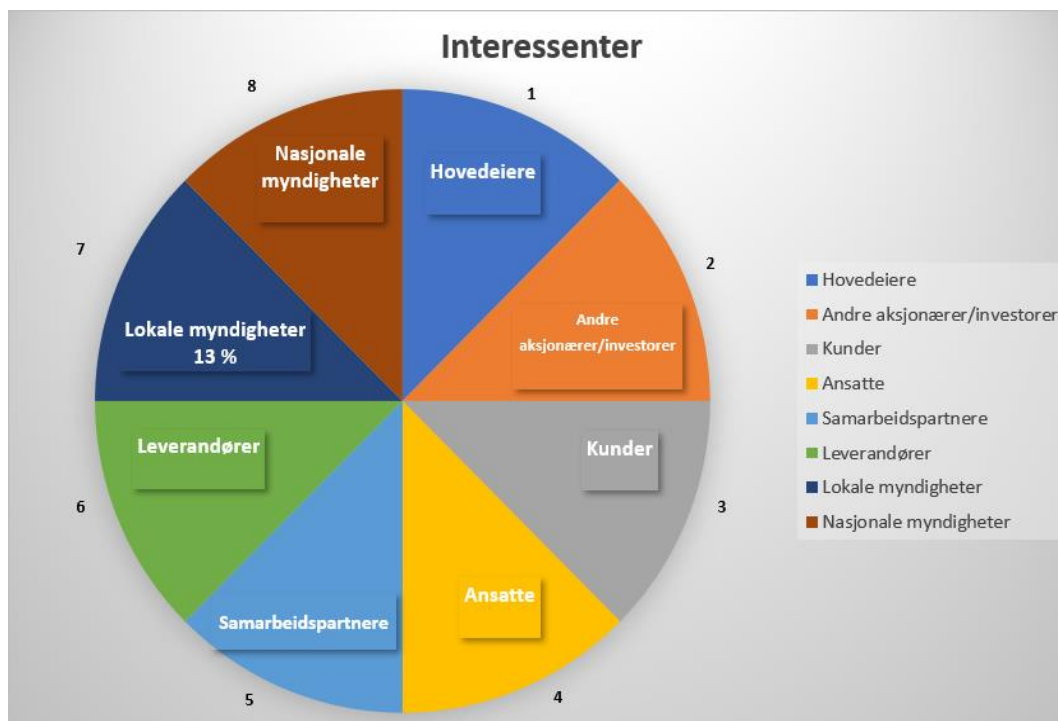 Interessenter
8
1
Nasjonale
myndigheter
Hovedeiere
7
2
Lokale myndigheter
13 %
Andre
aksjonærer/investorer
Leverandører
Kunder
6
3
Samarbeidspartnere
Ansatte
5
4
Hovedeiere
Andre aksjonærer/investorer
Kunder
Ansatte
Samarbeidspartnere
Leverandører
Lokale myndigheter
Nasjonale myndigheter